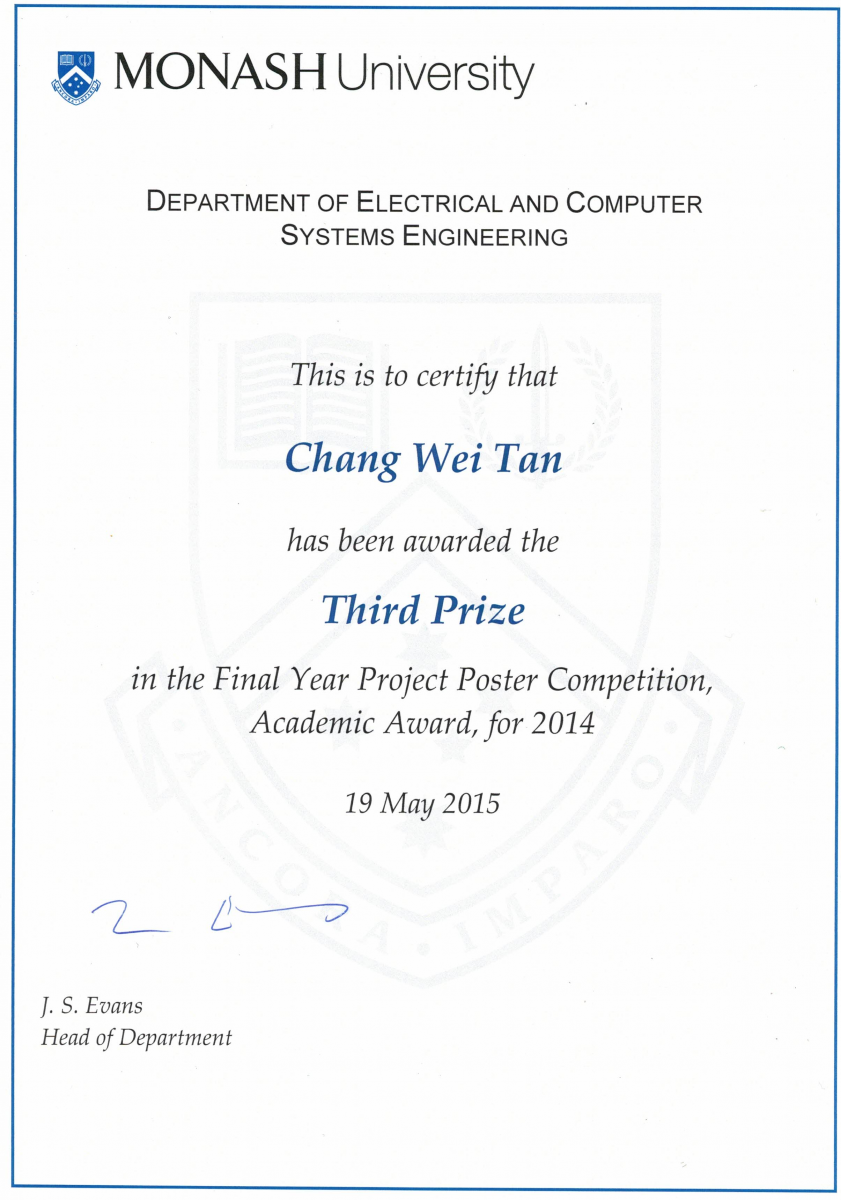 MONASH University
DEPARTMENT OF ELECTRICAL AND COMPUTER
SYSTEMS ENGINEERING
This is to certify that
Chang Wei Tan
has been awarded the
Third Prize
in the Final Year Project Poster Competition,
Academic Award, for 2014
19 May 2015
ANCORA · IMPARO
J. S. Evans
Head of Department